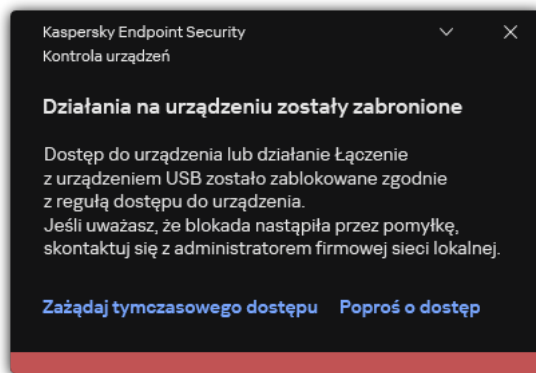 Kaspersky Endpoint Security
Kontrola urządzeń
Działania na urządzeniu zostały zabronione
Dostęp do urządzenia lub działanie Łączenie
z urządzeniem USB zostało zablokowane zgodnie
z regułą dostępu do urządzenia.
Jeśli uważasz, że blokada nastąpiła przez pomyłkę,
skontaktuj się z administratorem firmowej sieci lokalnej.
Zażądaj tymczasowego dostępu Poproś o dostęp